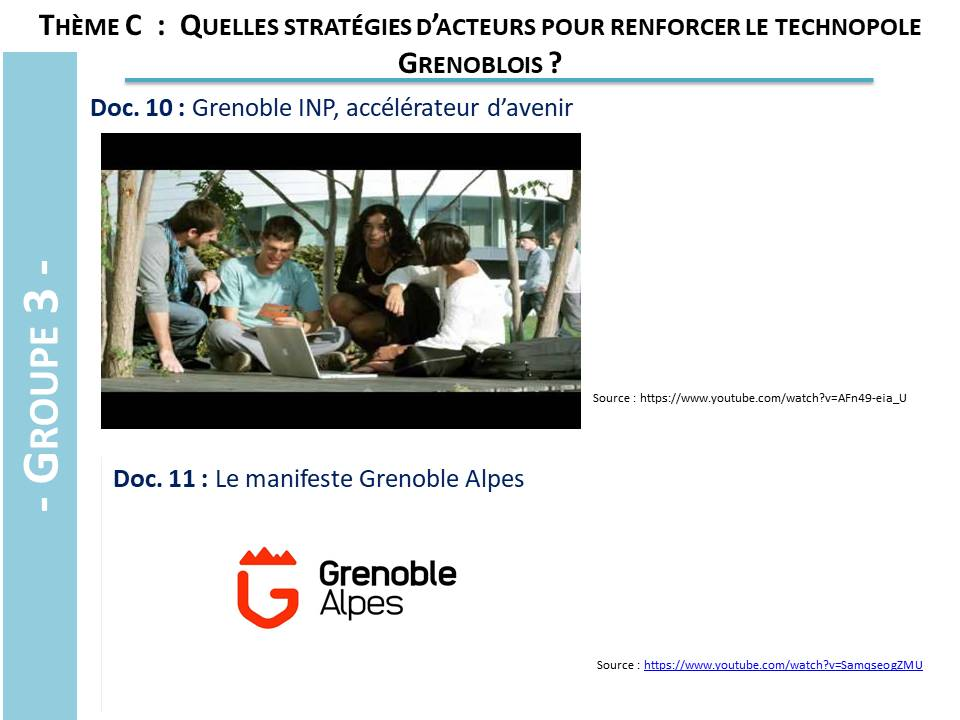 THÈME C : QUELLES STRATÉGIES D'ACTEURS POUR RENFORCER LE TECHNOPOLE
GRENOBLOIS ?
- GROUPE 3 -
Doc. 10 : Grenoble INP, accélérateur d'avenir
Source : https://www.youtube.com/watch?v=AFn49-eia_U
Doc. 11 : Le manifeste Grenoble Alpes
Grenoble
Alpes
Source : https://www.youtube.com/watch?v=SamqseogZMU